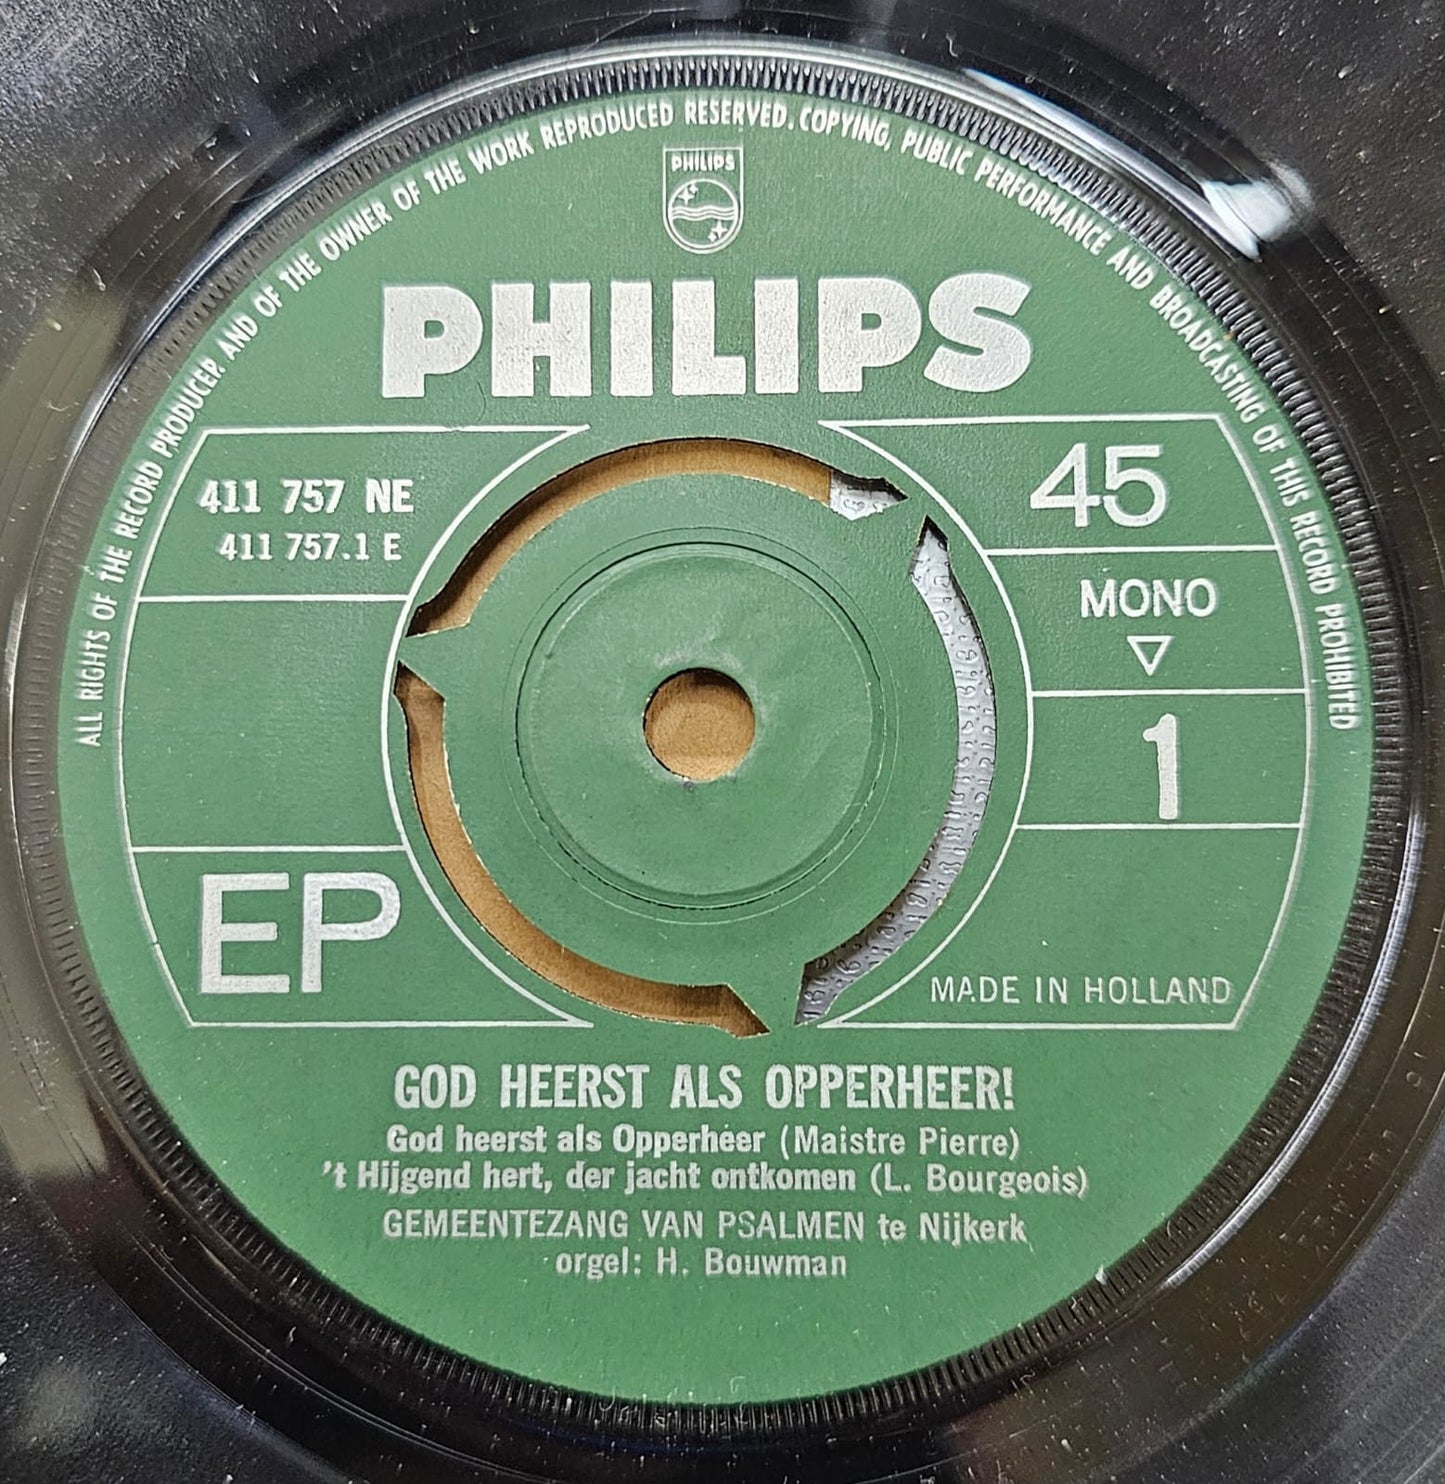 ALL RIGHTS OF THE RECORD PRODUCER AND OF THE OWNER OF THE WORK REPRODUCED RESERVED. COPYING, PUBLIC PERFORMANCE AND BROADCASTING OF THIS RECORD PROHIBITED
PHILIPS
PHILIPS
411 757 NE
411 757.1 E
45
MONO
1
EP
MADE IN HOLLAND
GOD HEERST ALS OPPERHEER!
God heerst als Opperheer (Maistre Pierre)
't Hijgend hert, der jacht ontkomen (L. Bourgeois)
GEMEENTEZANG VAN PSALMEN te Nijkerk
orgel: H. Bouwman